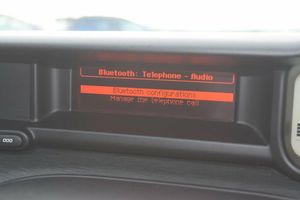 Bluetooth: Telephone - Audio
Bluetooth configurations
Manage the telephone call